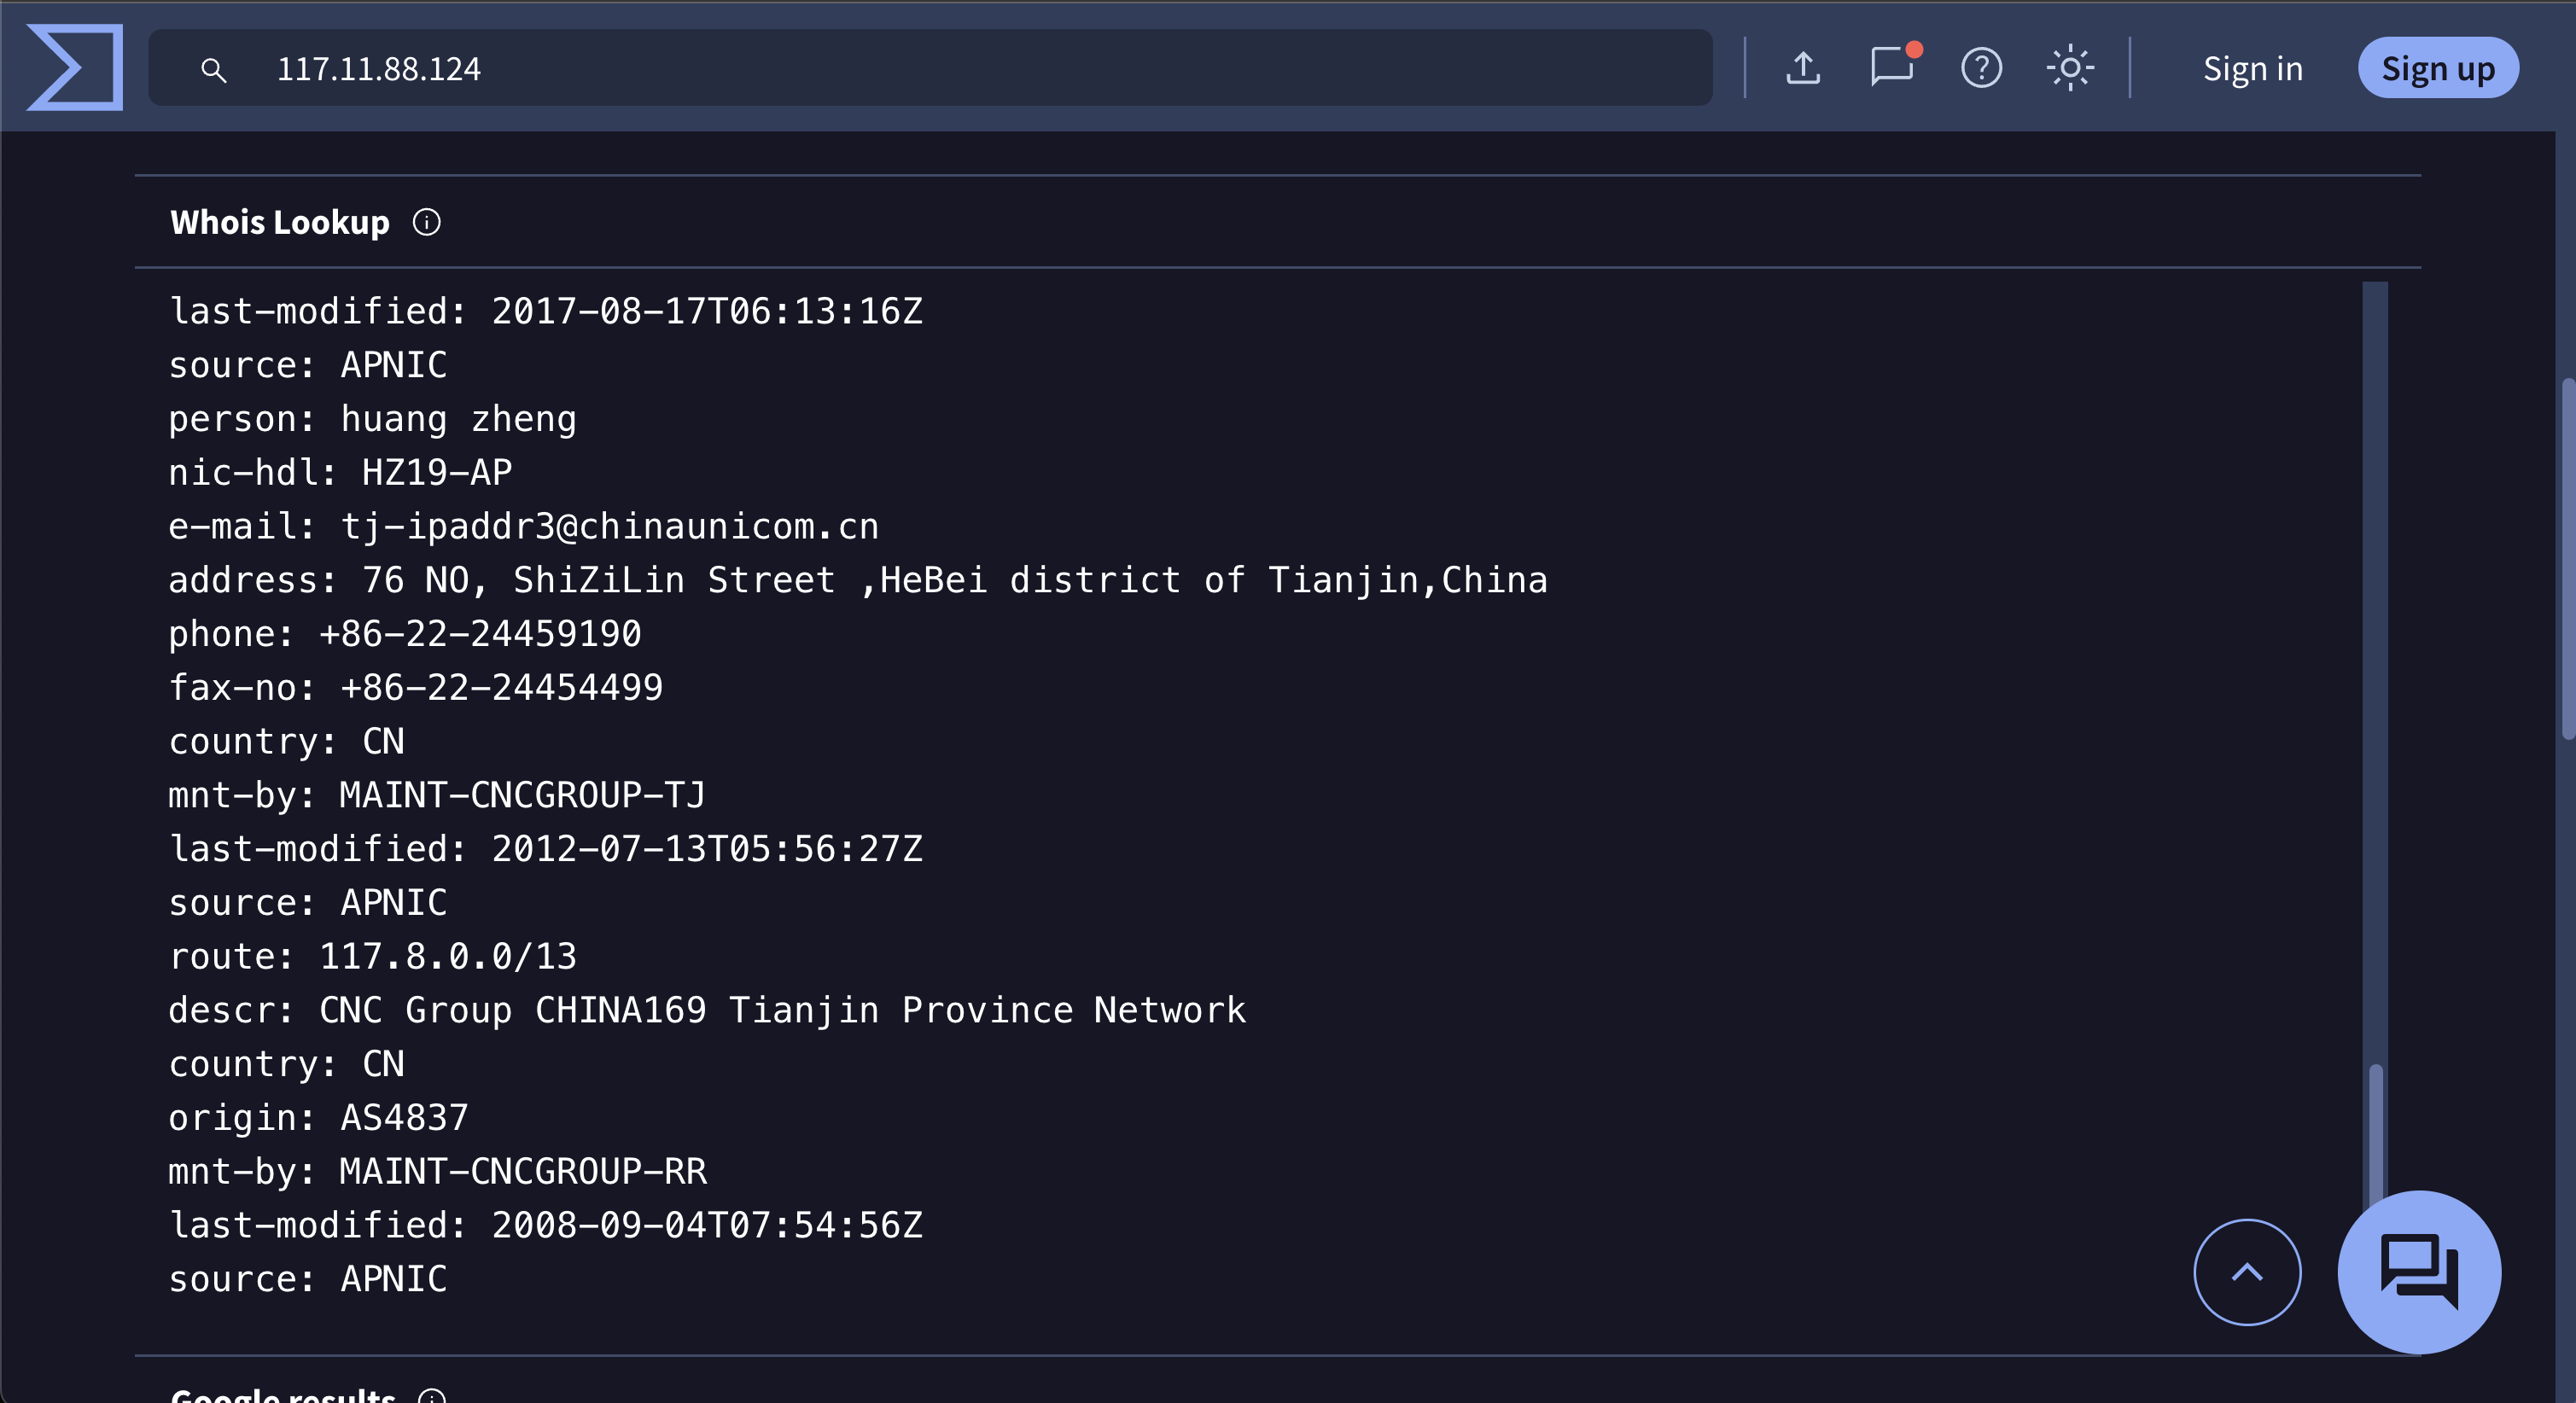 117.11.88.124
Sign in
Sign up
Whois Lookup
last-modified: 2017-08-17T06:13:16Z
source: APNIC
person: huang zheng
nic-hdl: HZ19-AP
e-mail: tj-ipaddr3@chinaunicom.cn
address: 76 NO, ShiZiLin Street ,HeBei district of Tianjin,China
phone: +86-22-24459190
fax-no: +86-22-24454499
country: CN
mnt-by: MAINT-CNCGROUP-TJ
last-modified: 2012-07-13T05:56:27Z
source: APNIC
route: 117.8.0.0/13
descr: CNC Group CHINA169 Tianjin Province Network
country: CN
origin: AS4837
mnt-by: MAINT-CNCGROUP-RR
last-modified: 2008-09-04T07:54:56Z
source: APNIC
Google results